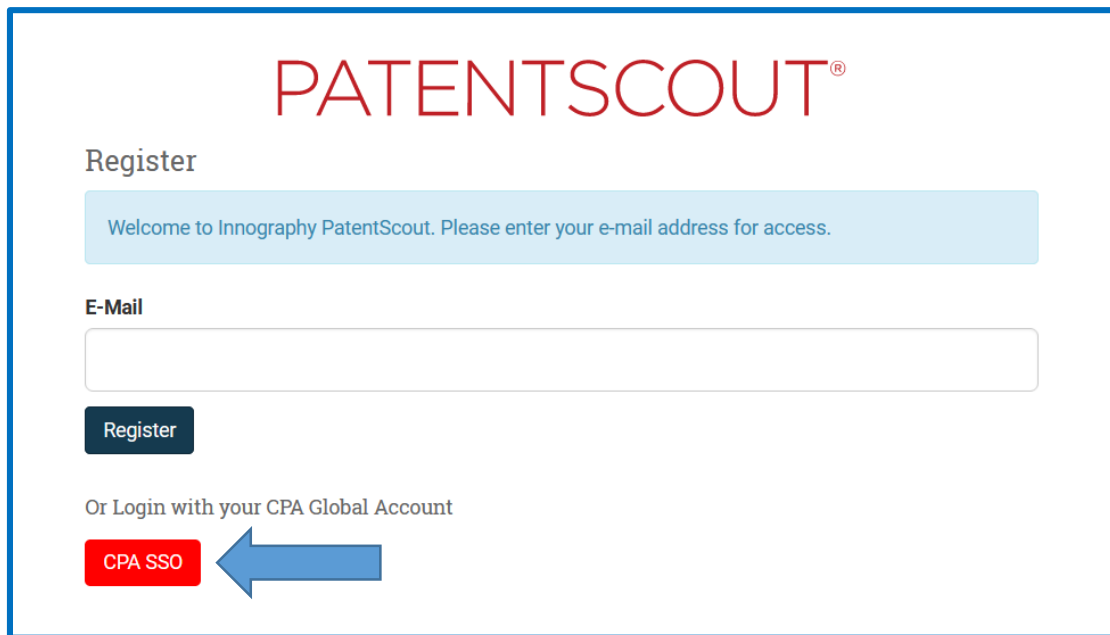 PATENTSCOUT®
Register
Welcome to Innography PatentScout. Please enter your e-mail address for access.
E-Mail
Register
Or Login with your CPA Global Account
CPA SSO